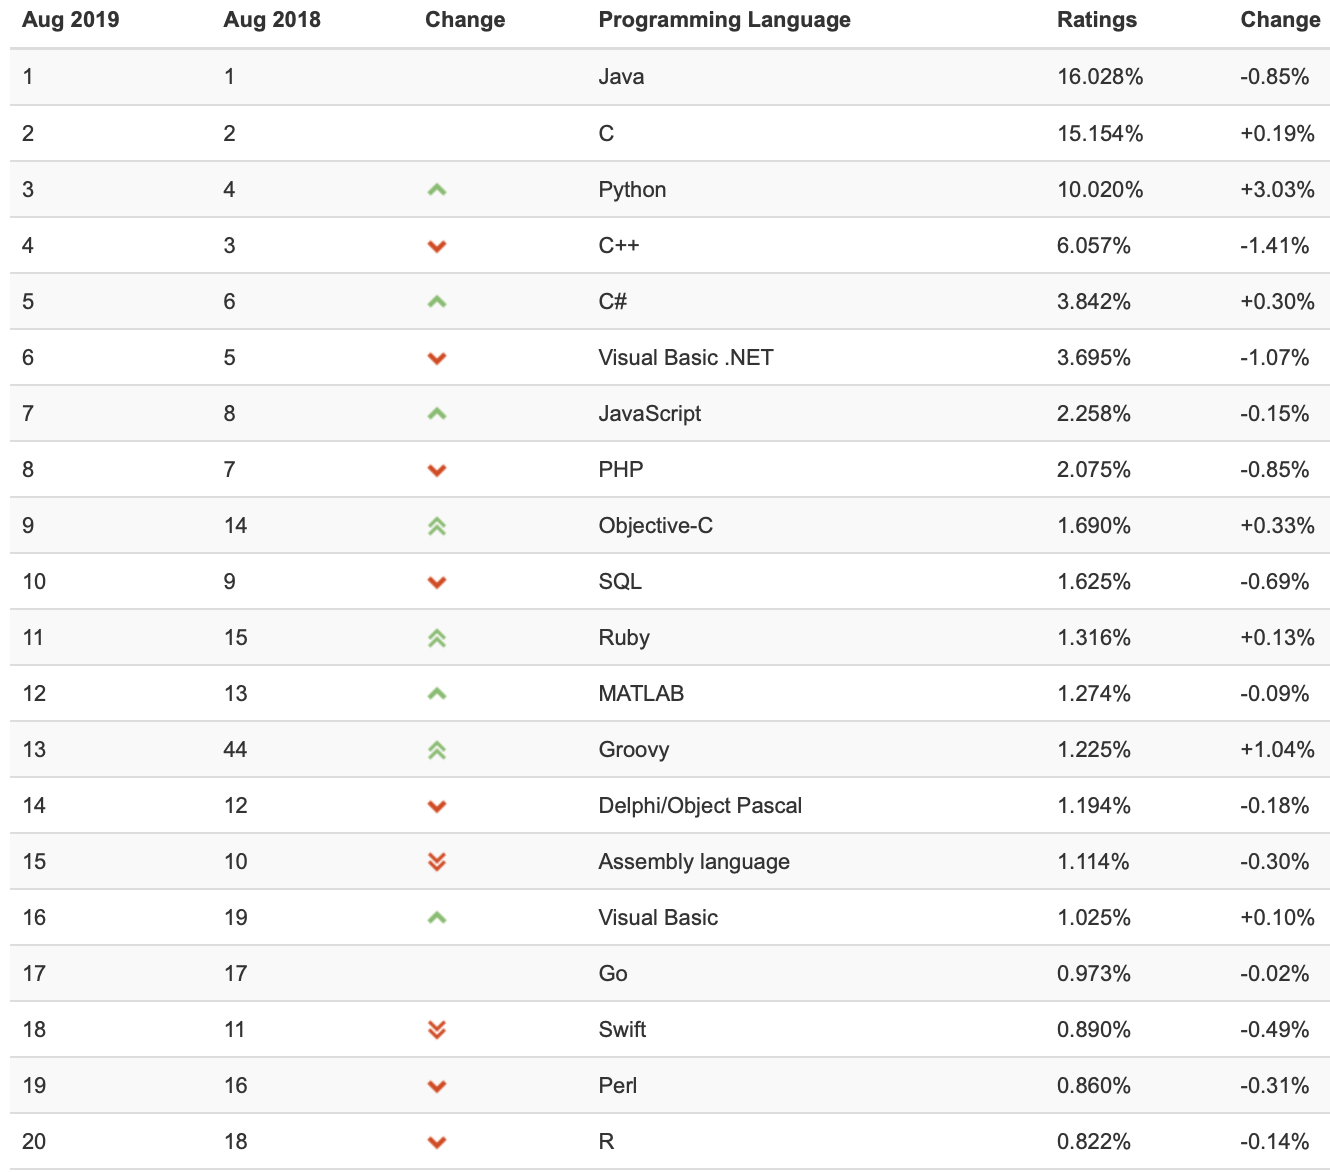 Aug 2019 Aug 2018 Change Programming Language Ratings Change
1 1 Java 16.028% -0.85%
2 2 C 15.154% +0.19%
3 4 Python 10.020% +3.03%
4 3 C++ 6.057% -1.41%
5 6 C# 3.842% +0.30%
6 5 Visual Basic .NET 3.695% -1.07%
7 8 JavaScript 2.258% -0.15%
8 7 PHP 2.075% -0.85%
9 14 Objective-C 1.690% +0.33%
10 9 SQL 1.625% -0.69%
11 15 Ruby 1.316% +0.13%
12 13 MATLAB 1.274% -0.09%
13 44 Groovy 1.225% +1.04%
14 12 Delphi/Object Pascal 1.194% -0.18%
15 10 Assembly language 1.114% -0.30%
16 19 Visual Basic 1.025% +0.10%
17 17 Go 0.973% -0.02%
18 11 Swift 0.890% -0.49%
19 16 Perl 0.860% -0.31%
20 18 R 0.822% -0.14%